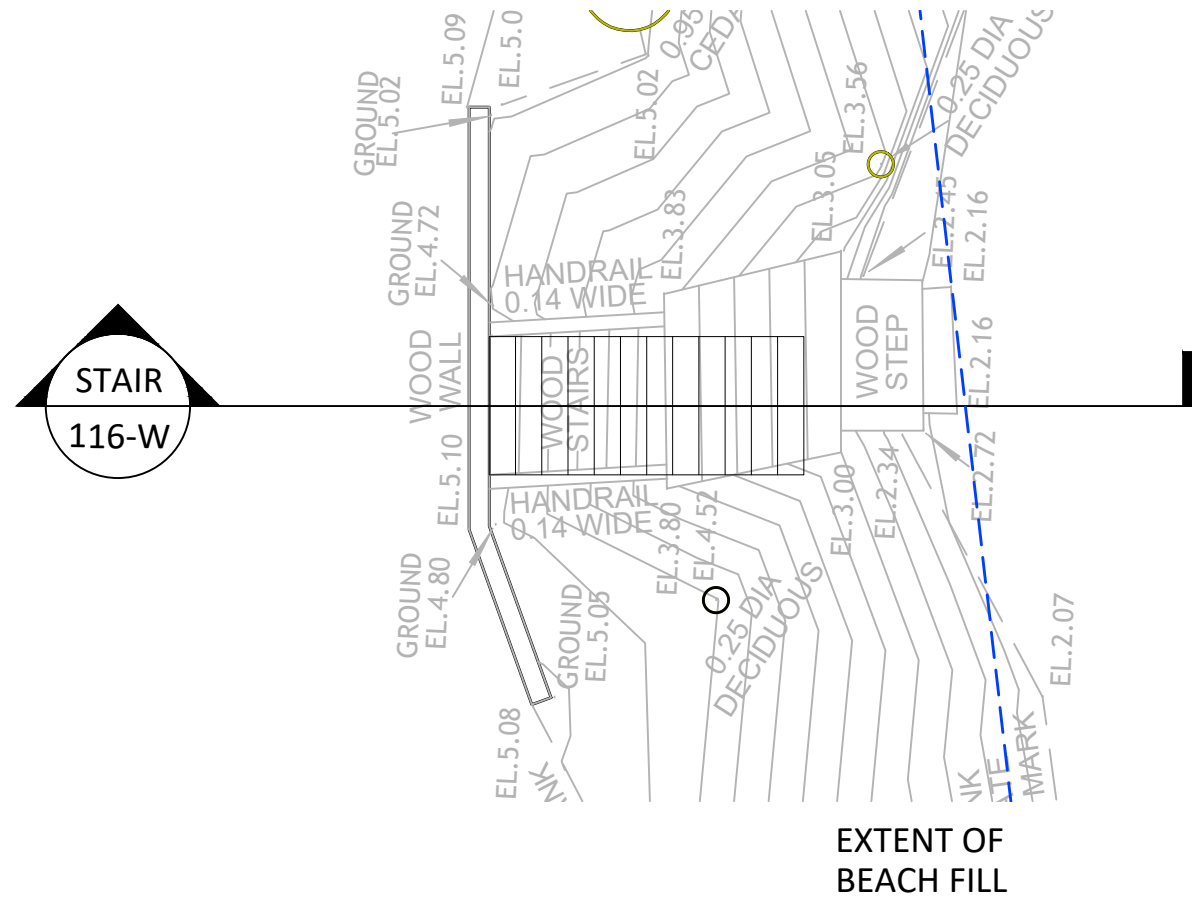 EL.5.09
EL.5.0
0.95
CEDA
0.25 DIA
DECIDUOUS
GROUND
EL.5.02
EL.5.02
EL.3.56
GROUND
EL.4.72
EL.3.83
EL.3.05
EL.2.45
EL.2.16
HANDRAIL
0.14 WIDE
STAIR
116-W
WOOD
WALL
WOOD
STAIRS
WOOD
STEP
EL.2.16
EL.5.10
HANDRAIL
0.14 WIDE
EL.3.80
EL.4.52
EL.3.00
EL.2.34
EL.2.72
GROUND
EL.4.80
GROUND
EL.5.05
0.25 DIA
DECIDUOUS
EL.2.07
EL.5.08
NK
NK
ATE
MARK
EXTENT OF
BEACH FILL